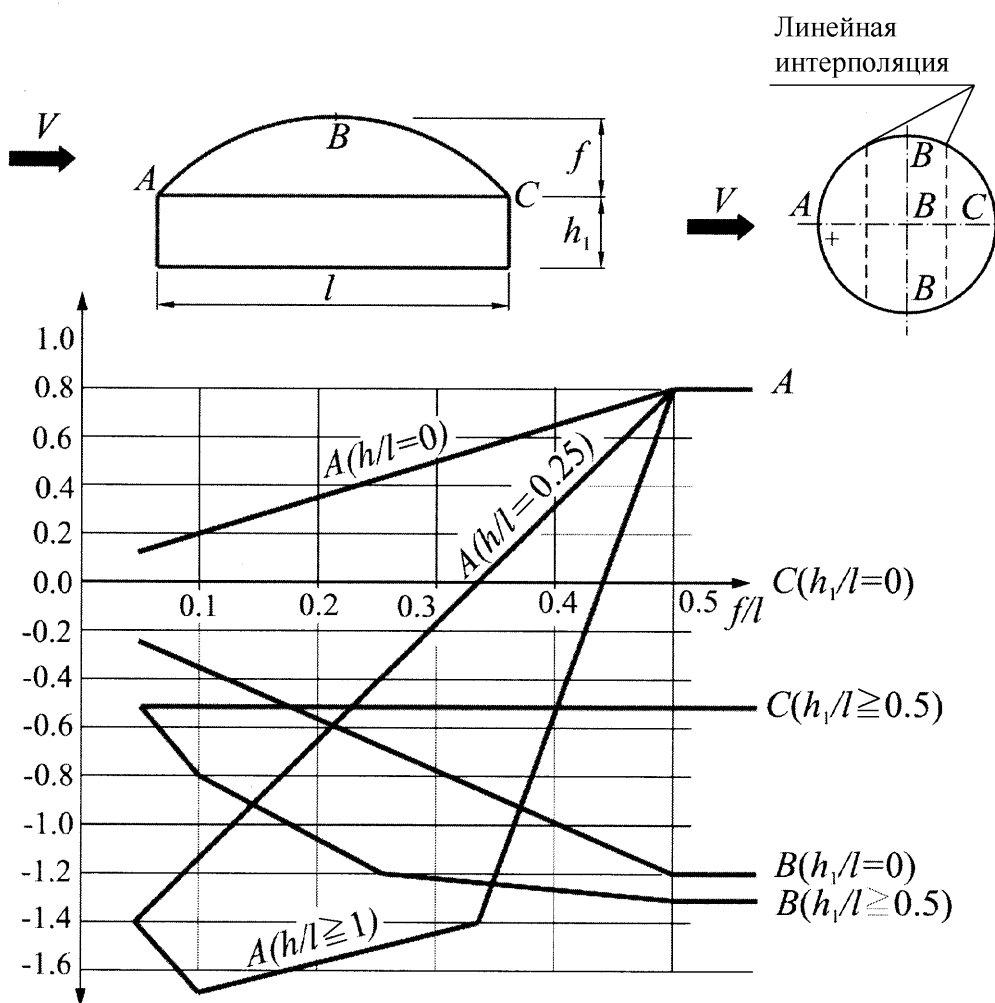 Линейная
интерполяция
V
B
f
A
C
h₁
l
V
B
A
B
C
+
B
1.0
0.8
A
0.6
A(h/l=0)
0.4
A(h/l=0.25)
0.2
0.0
C(h₁/l=0)
0.1
0.2
0.3
0.4
0.5
f/l
-0.2
-0.4
-0.6
C(h₁/l≧0.5)
-0.8
-1.0
-1.2
B(h₁/l=0)
B(h₁/l≧0.5)
-1.4
A(h/l≧1)
-1.6